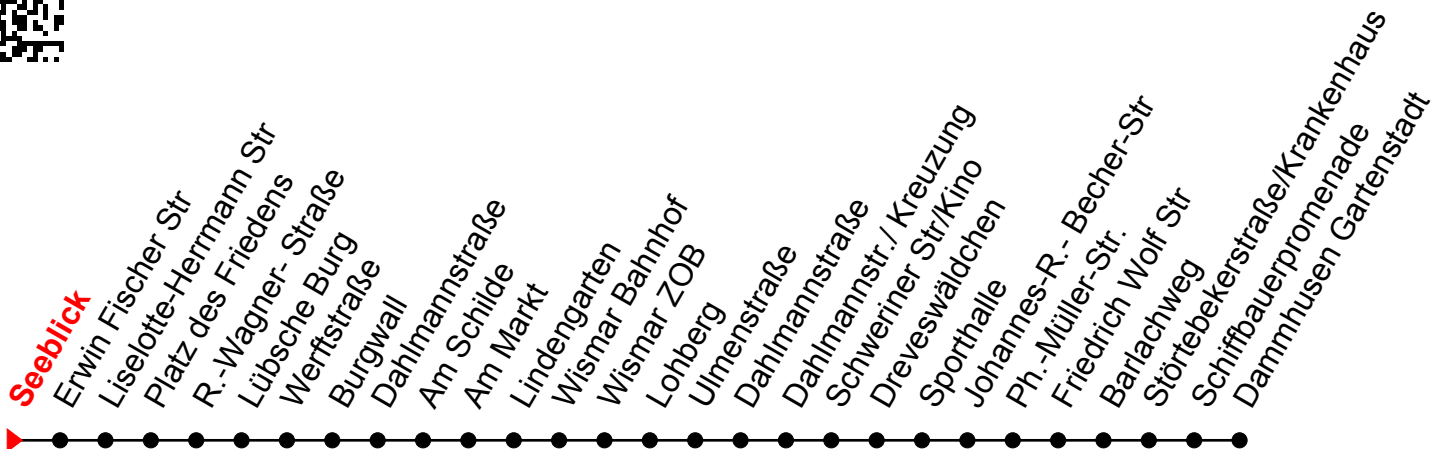 Seeblick
Erwin Fischer Str
Liselotte-Herrmann Str
Platz des Friedens
R.-Wagner- Straße
Lübsche Burg
Werftstraße
Burgwall
Dahlmannstraße
Am Schilde
Am Markt
Lindengarten
Wismar Bahnhof
Wismar ZOB
Lohberg
Ulmenstraße
Dahlmannstraße
Dahlmannstr./ Kreuzung
Schweriner Str/Kino
Dreveswäldchen
Sporthalle
Johannes-R.- Becher-Str
Ph.-Müller-Str.
Friedrich Wolf Str
Barlachweg
Störtebekerstraße/Krankenhaus
Schiffbauerpromenade
Dammhusen Gartenstadt